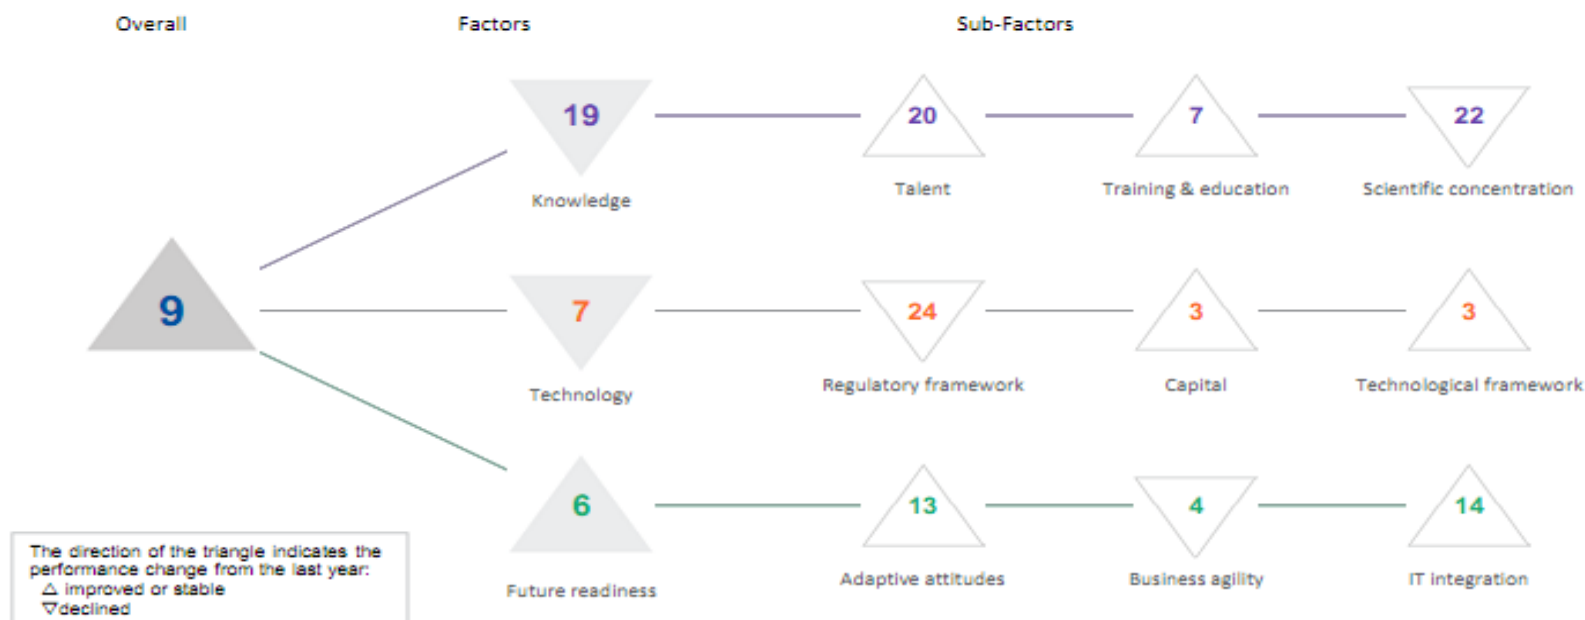 Overall Factors Sub-Factors
19 20 7 22
Knowledge Talent Training & education Scientific concentration
9 7 24 3 3
Technology Regulatory framework Capital Technological framework
6 13 4 14
Future readiness Adaptive attitudes Business agility IT integration
The direction of the triangle indicates the
performance change from the last year:
△ improved or stable
▽declined